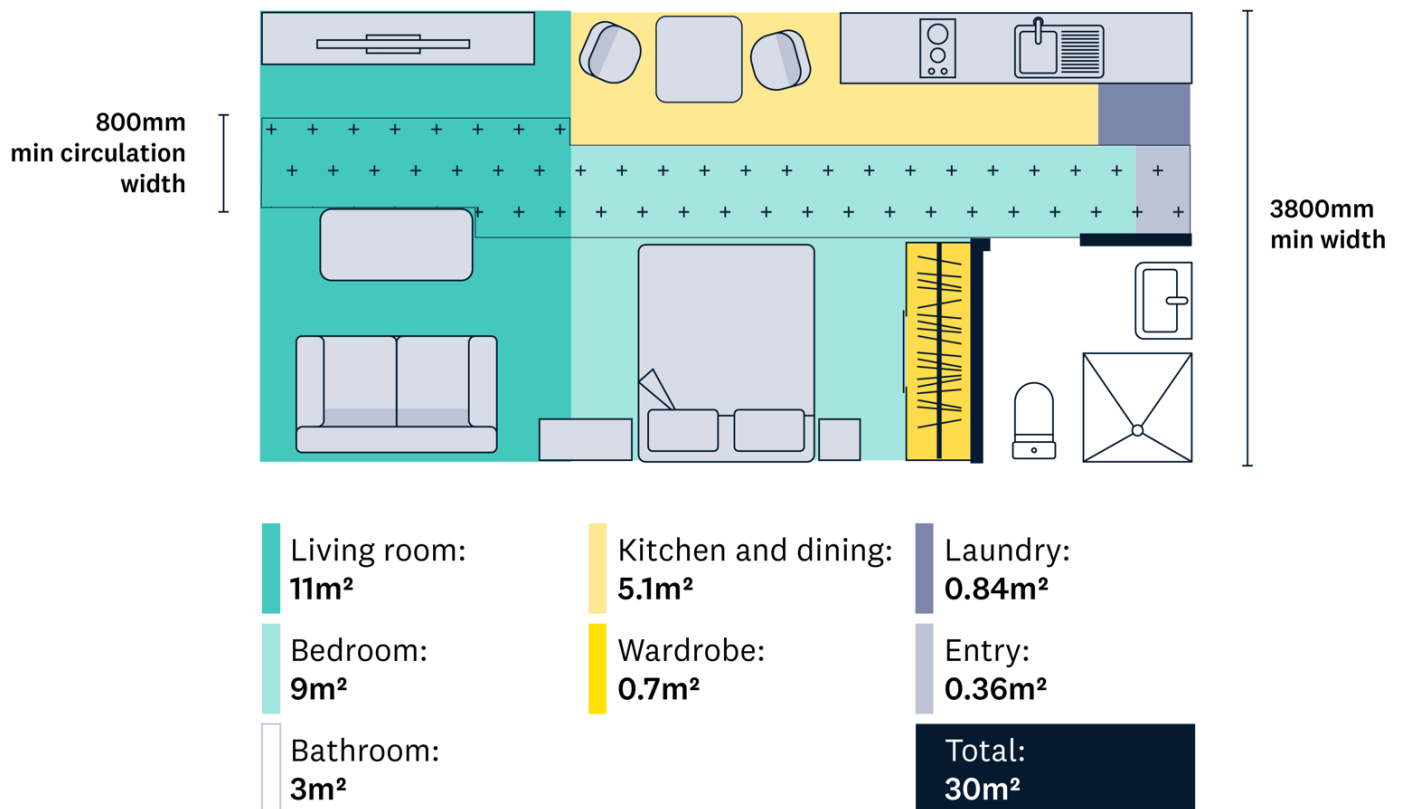 800mm
min circulation
width
3800mm
min width
Living room:
11m²
Kitchen and dining:
5.1m²
Laundry:
0.84m²
Bedroom:
9m²
Wardrobe:
0.7m²
Entry:
0.36m²
Bathroom:
3m²
Total:
30m²